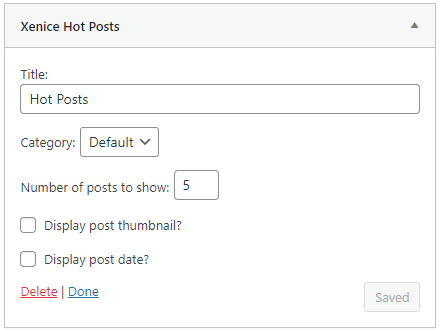 Xenice Hot Posts
Title:
Hot Posts
Category: Default
Number of posts to show: 5
Display post thumbnail?
Display post date?
Delete | Done
Saved